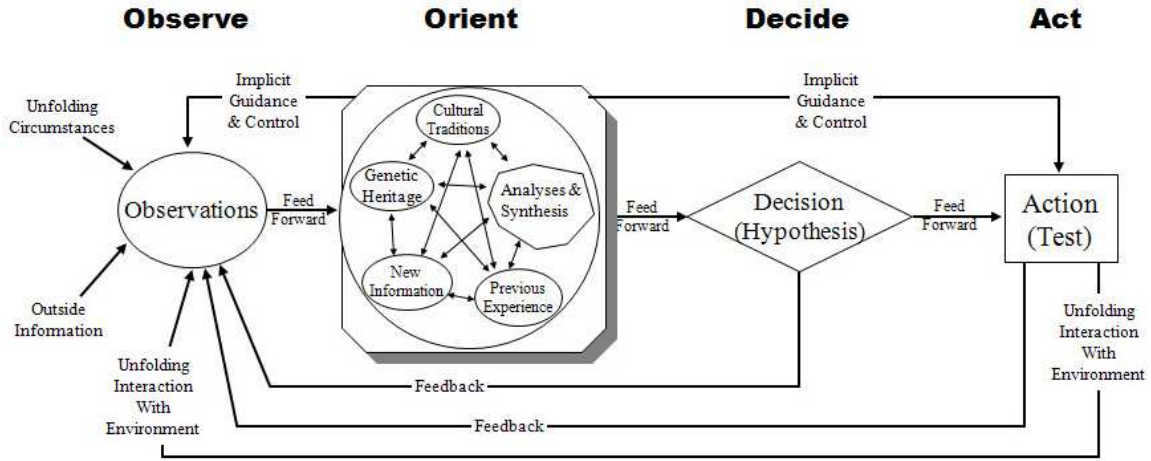 Observe
Orient
Decide
Act
Implicit
Guidance
& Control
Unfolding
Circumstances
Observations
Outside
Information
Unfolding
Interaction
With
Environment
Feed
Forward
Cultural
Traditions
Genetic
Heritage
Analyses &
Synthesis
New
Information
Previous
Experience
Feed
Forward
Decision
(Hypothesis)
Implicit
Guidance
& Control
Feed
Forward
Action
(Test)
Unfolding
Interaction
With
Environment
Feedback
Feedback